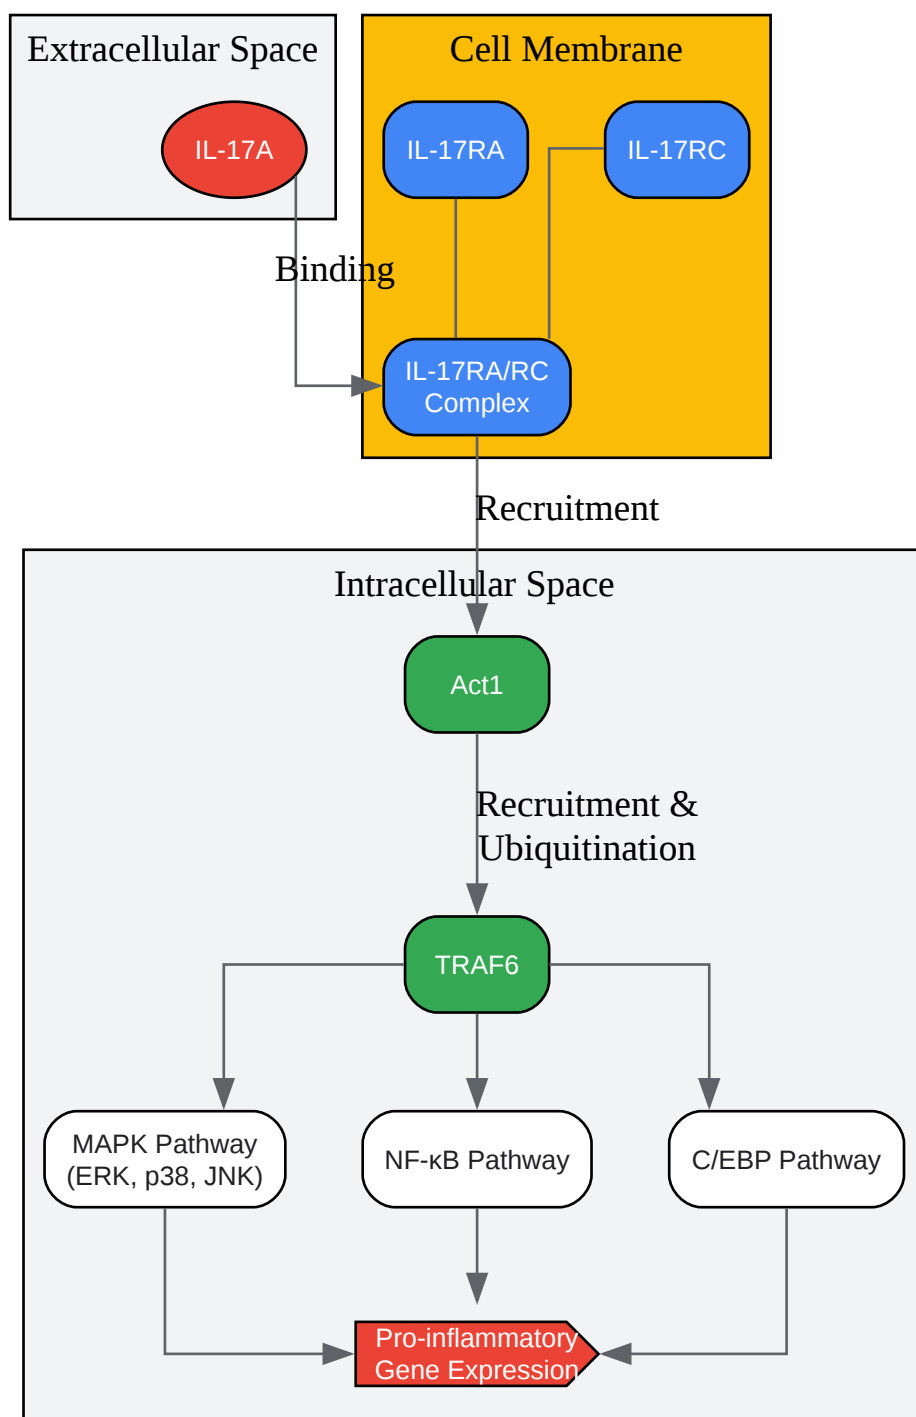 Extracellular Space
Cell Membrane
IL-17A
IL-17RA
IL-17RC
Binding
IL-17RA/RC
Complex
Recruitment
Intracellular Space
Act1
Recruitment &
Ubiquitination
TRAF6
MAPK Pathway
(ERK, p38, JNK)
NF-κB Pathway
C/EBP Pathway
Pro-inflammatory
Gene Expression